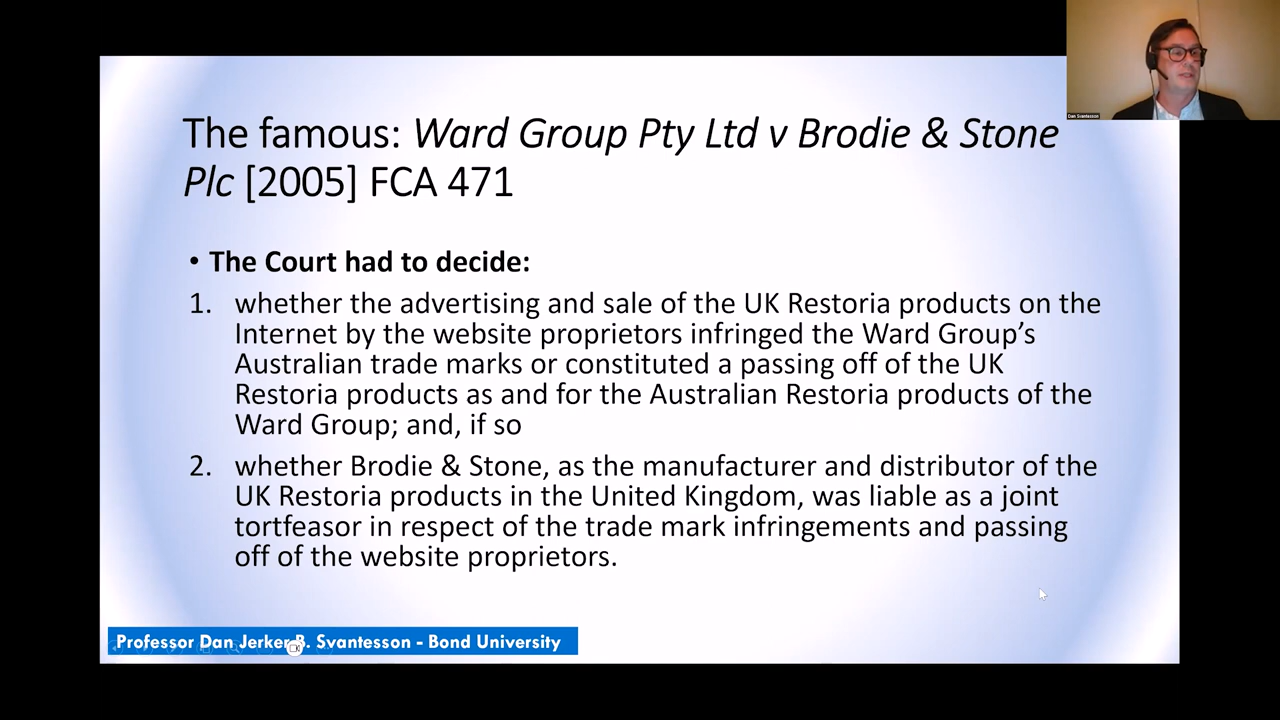 The famous: Ward Group Pty Ltd v Brodie & Stone
Plc [2005] FCA 471
• The Court had to decide:
1. whether the advertising and sale of the UK Restoria products on the
Internet by the website proprietors infringed the Ward Group’s
Australian trade marks or constituted a passing off of the UK
Restoria products as and for the Australian Restoria products of the
Ward Group; and, if so
2. whether Brodie & Stone, as the manufacturer and distributor of the
UK Restoria products in the United Kingdom, was liable as a joint
tortfeasor in respect of the trade mark infringements and passing
off of the website proprietors.
Professor Dan Jerker B. Svantesson - Bond University
Dan Svantesson